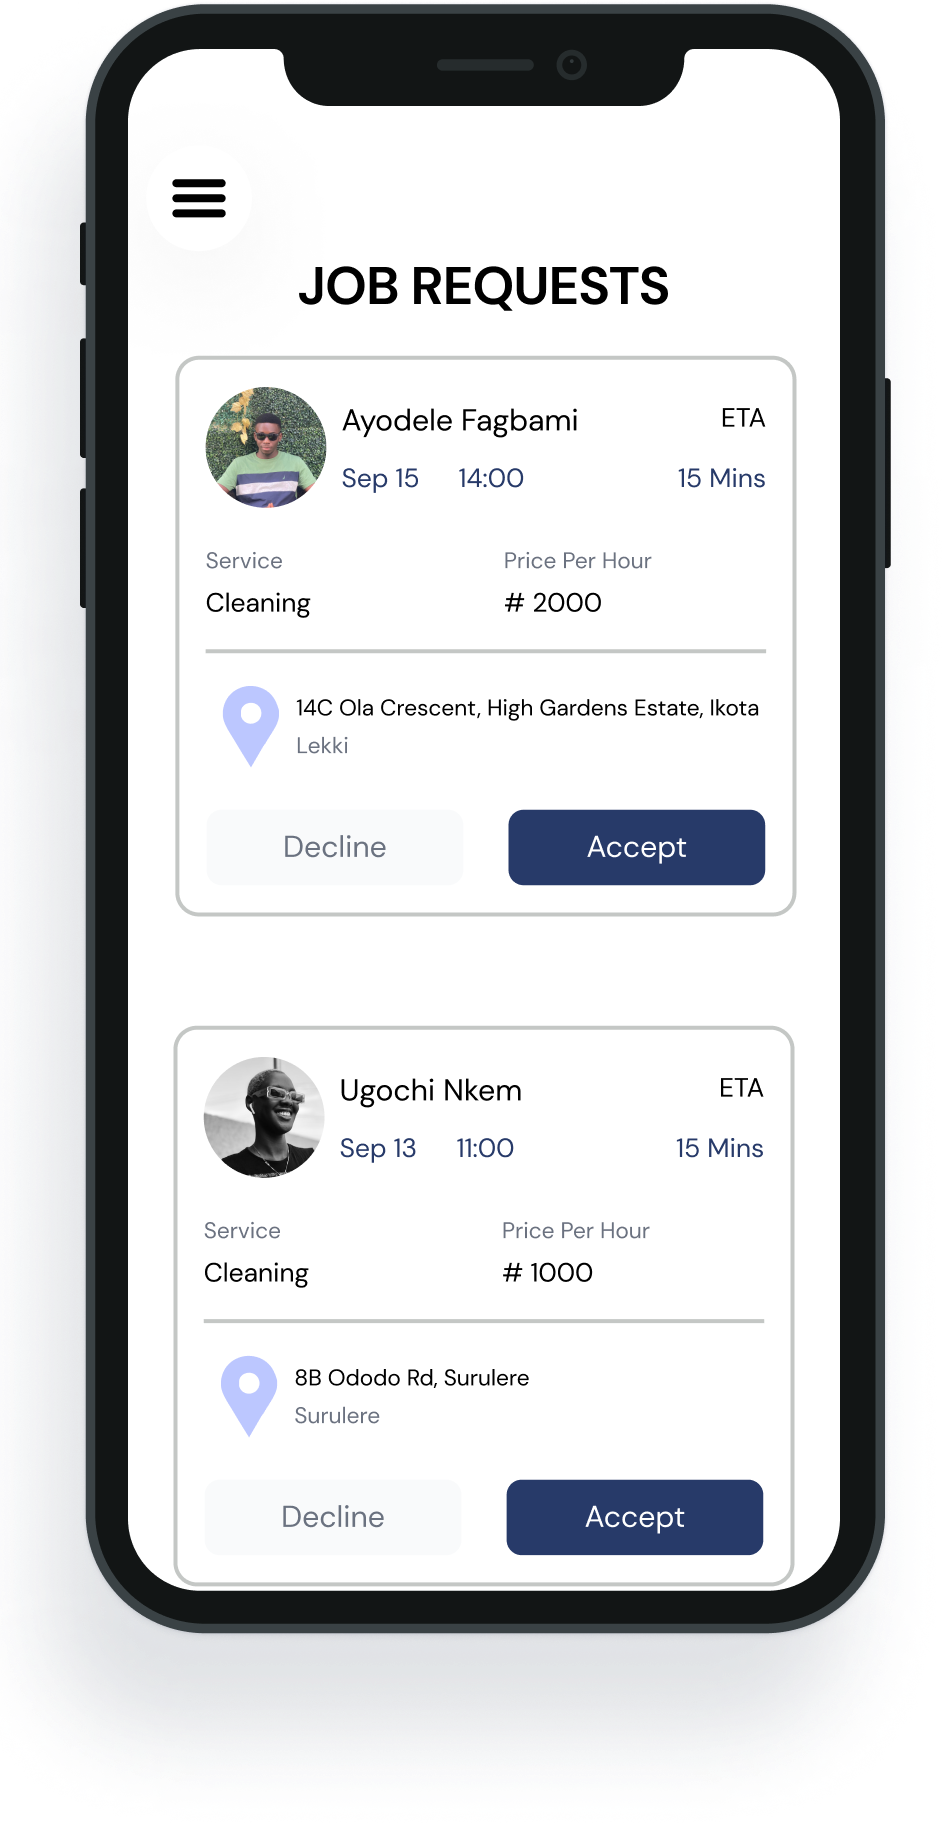 JOB REQUESTS
Ayodele Fagbami ETA
Sep 15 14:00 15 Mins
Service Price Per Hour
Cleaning # 2000
14C Ola Crescent, High Gardens Estate, Ikota
Lekki
Decline Accept
Ugochi Nkem ETA
Sep 13 11:00 15 Mins
Service Price Per Hour
Cleaning # 1000
8B Ododo Rd, Surulere
Surulere
Decline Accept